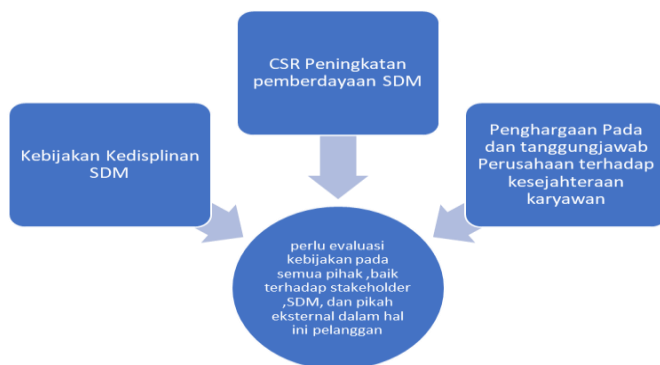 CSR Peningkatan
pemberdayaan SDM
Kebijakan Kedisplinan
SDM
Penghargaan Pada
dan tanggungjawab
Perusahaan terhadap
kesejahteraan
karyawan
perlu evaluasi
kebijakan pada
semua pihak ,baik
terhadap stakeholder
,SDM, dan pikah
eksternal dalam hal
ini pelanggan